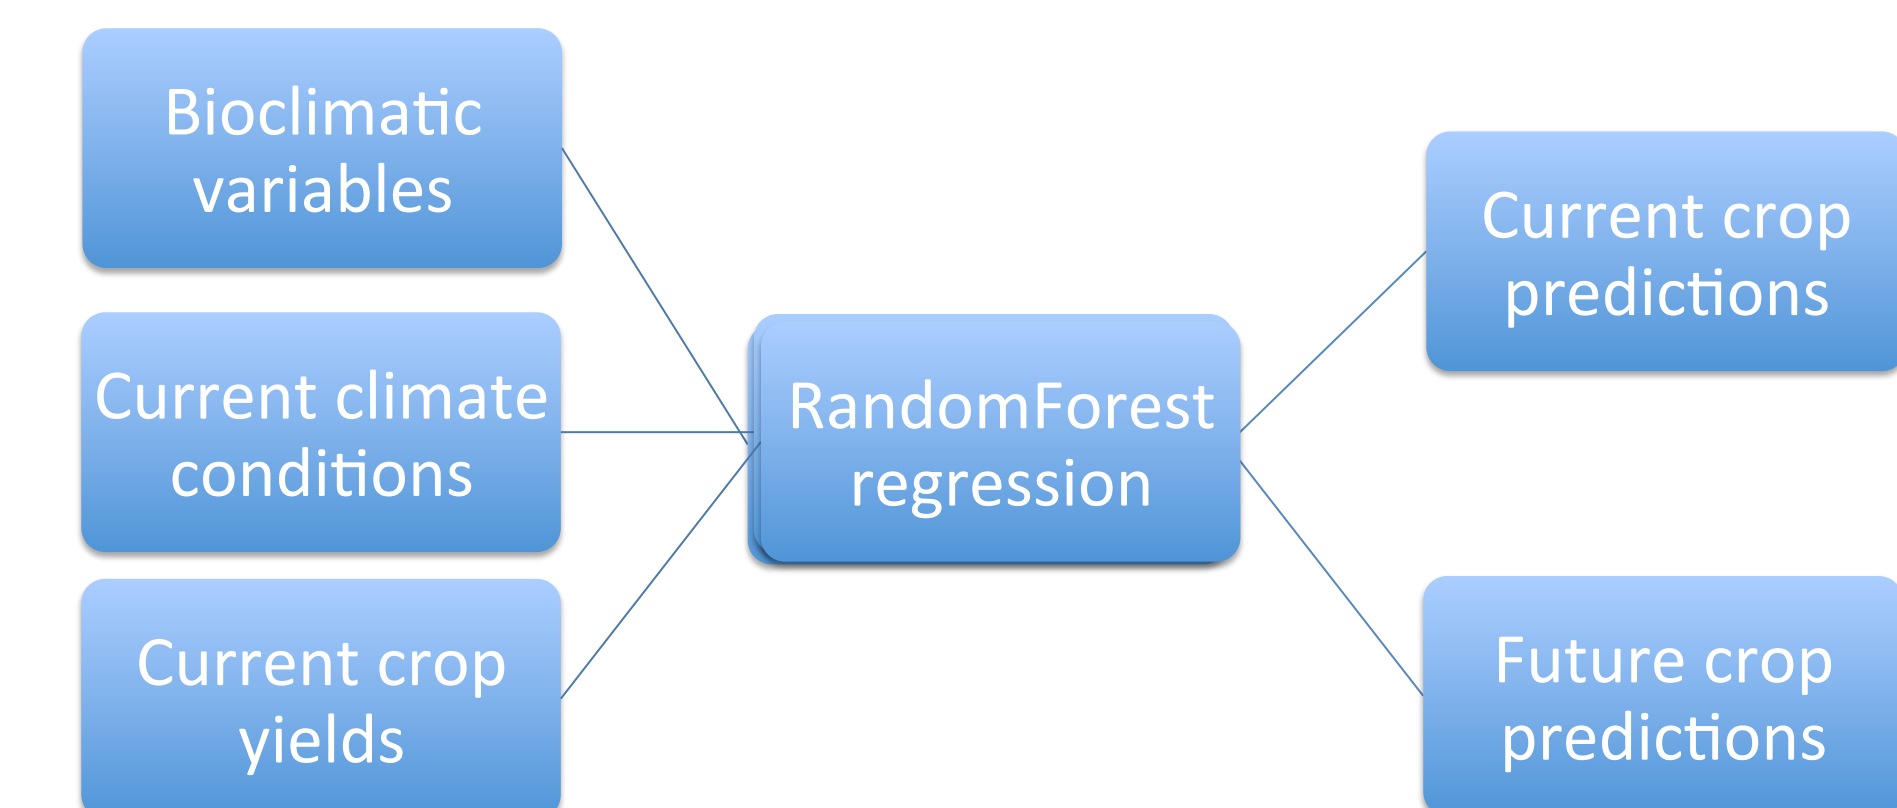 Bioclimatic
variables
Current climate
conditions
Current crop
yields
RandomForest
regression
Current crop
predictions
Future crop
predictions